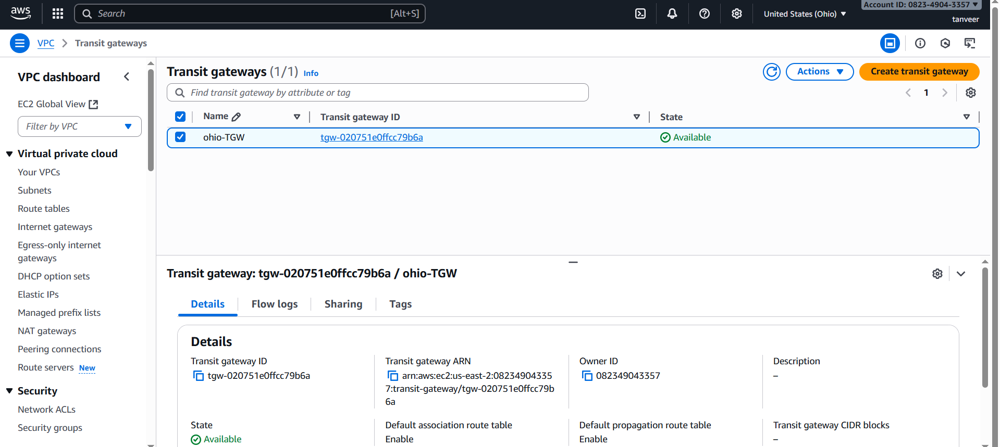 aws
Search
[Alt+S]
United States (Ohio)
Account ID: 0823-4904-3357
tanveer
VPC
Transit gateways
VPC dashboard
EC2 Global View
Filter by VPC
Virtual private cloud
Your VPCs
Subnets
Route tables
Internet gateways
Egress-only internet
gateways
DHCP option sets
Elastic IPs
Managed prefix lists
NAT gateways
Peering connections
Route servers New
Security
Network ACLs
Security groups
Transit gateways (1/1) Info
Actions
Create transit gateway
Find transit gateway by attribute or tag
1
Name
Transit gateway ID
State
ohio-TGW
tgw-020751e0ffcc79b6a
Available
Transit gateway: tgw-020751e0ffcc79b6a / ohio-TGW
Details
Flow logs
Sharing
Tags
Details
Transit gateway ID
tgw-020751e0ffcc79b6a
Transit gateway ARN
arn:aws:ec2:us-east-2:08234904335
7:transit-gateway/tgw-020751e0ffcc79b
6a
Owner ID
082349043357
Description
–
State
Available
Default association route table
Enable
Default propagation route table
Enable
Transit gateway CIDR blocks
–